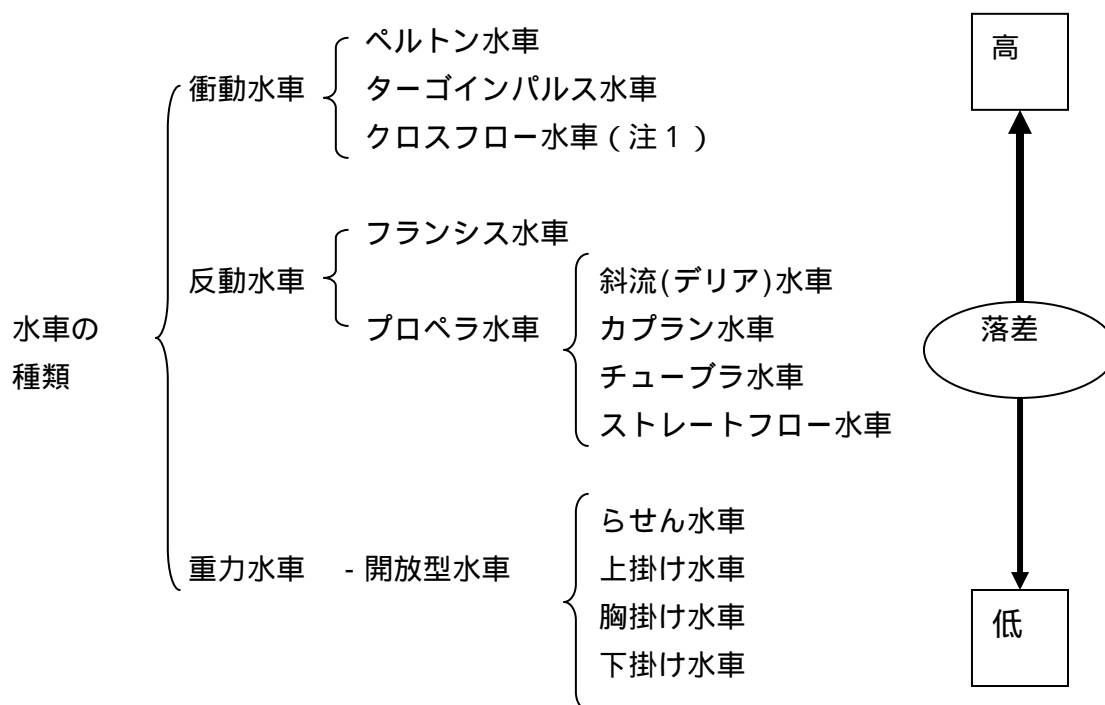 水車の
種類
衝動水車
ペルトン水車
ターゴインパルス水車
クロスフロー水車(注1)
反動水車
フランシス水車
プロペラ水車
斜流(デリア)水車
カプラン水車
チューブラ水車
ストレートフロー水車
重力水車 - 開放型水車
らせん水車
上掛け水車
胸掛け水車
下掛け水車
高
落差
低